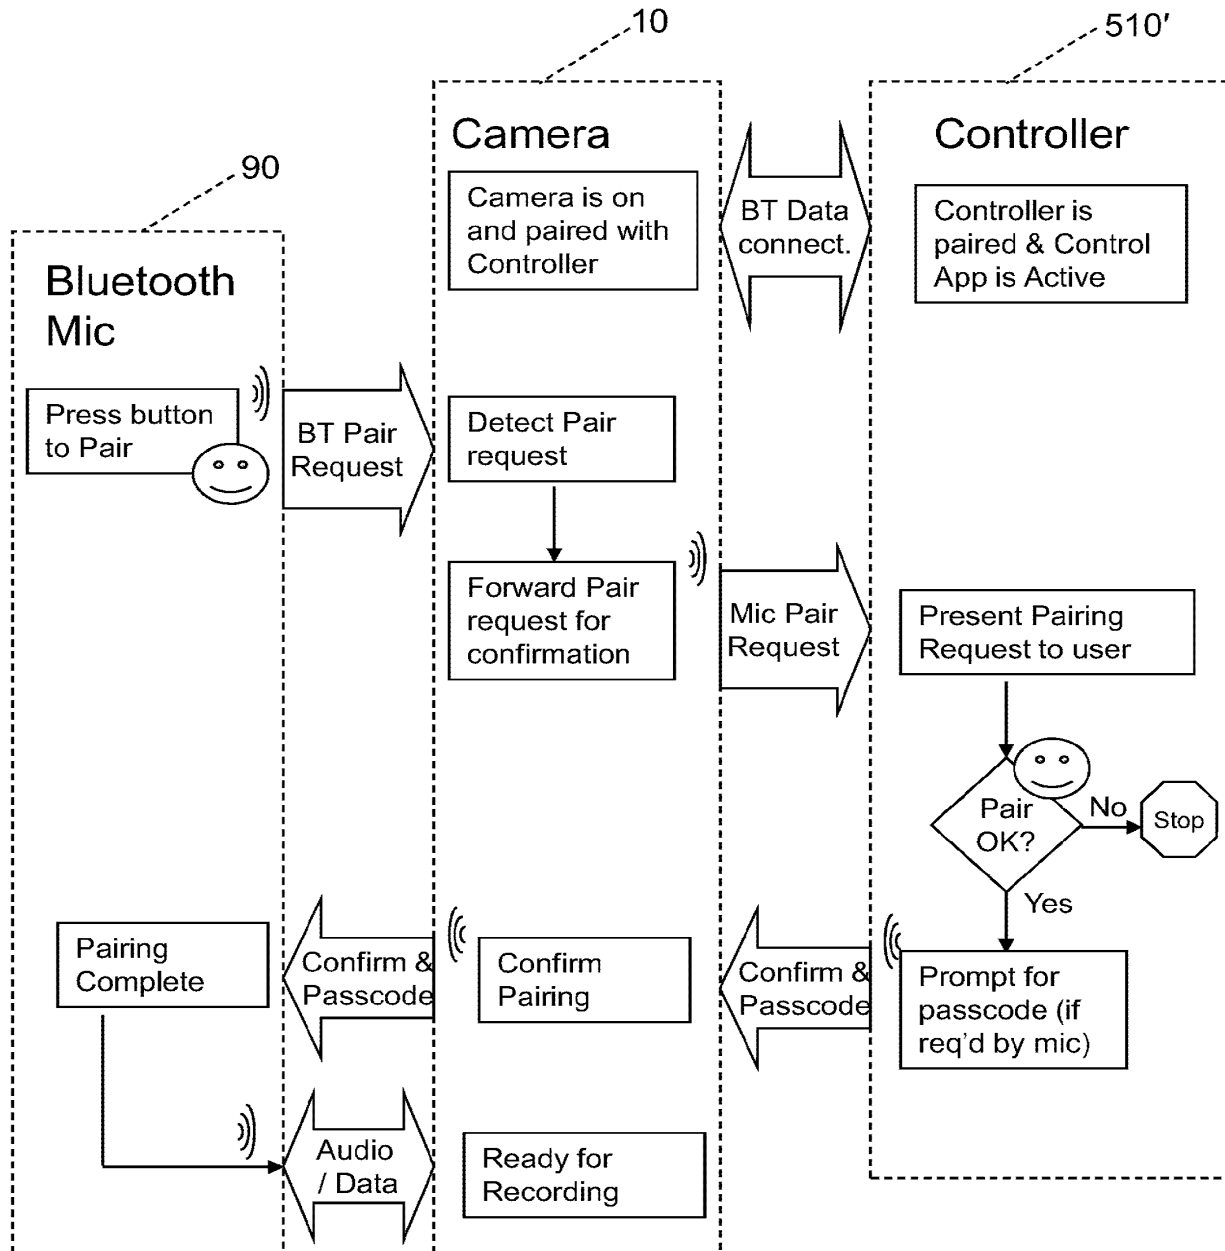 10
510′
90
Camera
Controller
Camera is on
and paired with
Controller
BT Data
connect.
Controller is
paired & Control
App is Active
Bluetooth
Mic
Press button
to Pair
BT Pair
Request
Detect Pair
request
Forward Pair
request for
confirmation
Mic Pair
Request
Present Pairing
Request to user
Pair
OK?
No
Stop
Yes
Pairing
Complete
Confirm &
Passcode
Confirm
Pairing
Confirm &
Passcode
Prompt for
passcode (if
req'd by mic)
Audio
/ Data
Ready for
Recording